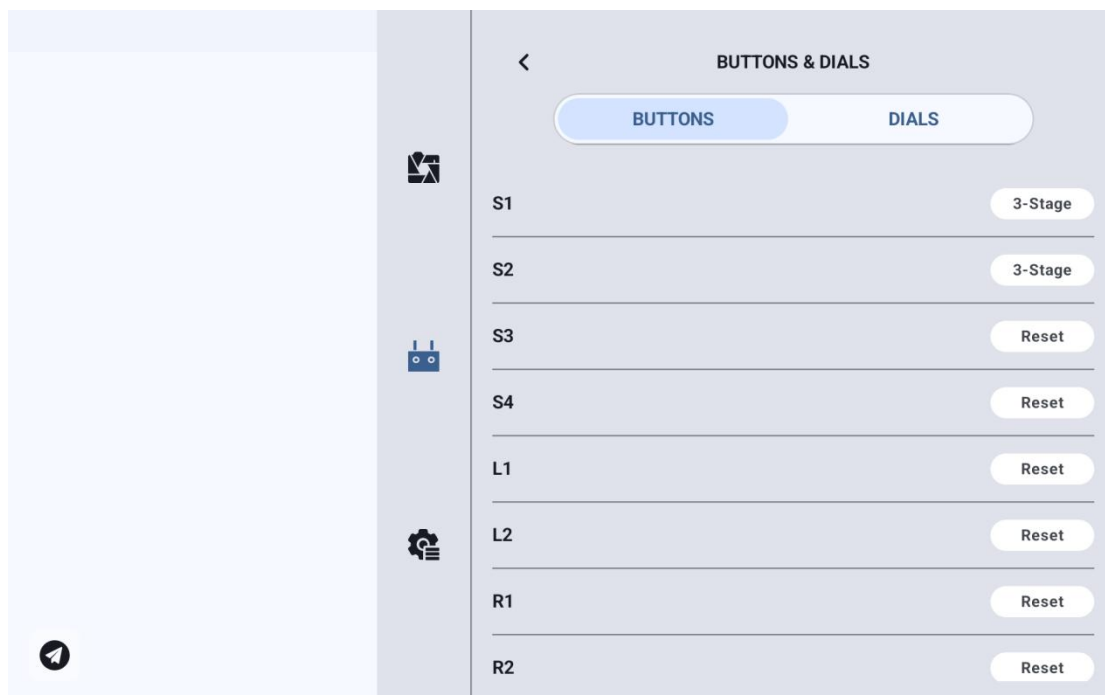 BUTTONS & DIALS
BUTTONS DIALS
S1 3-Stage
S2 3-Stage
S3 Reset
S4 Reset
L1 Reset
L2 Reset
R1 Reset
R2 Reset